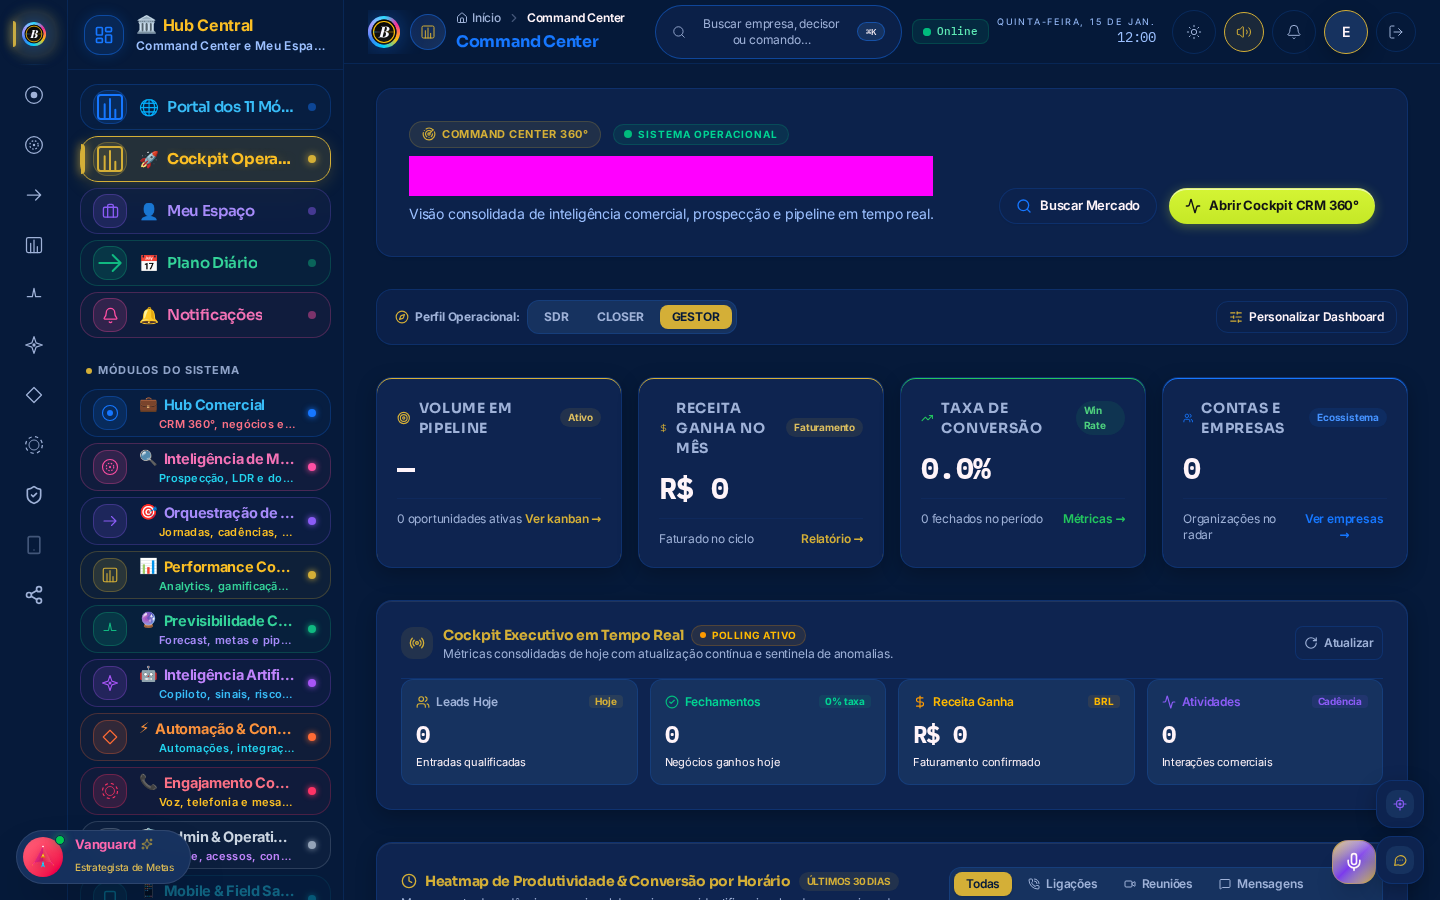 🏛️ Hub Central
Command Center e Meu Espa...
🌐 Portal dos 11 Mó...
🚀 Cockpit Opera...
👤 Meu Espaço
📅 Plano Diário
🔔 Notificações
MÓDULOS DO SISTEMA
💼 Hub Comercial
CRM 360°, negócios e...
🔍 Inteligência de M...
Prospecção, LDR e do...
🎯 Orquestração de ...
Jornadas, cadências, ...
📊 Performance Co...
Analytics, gamificaçã...
🔮 Previsibilidade C...
Forecast, metas e pip...
🤖 Inteligência Artifi...
Copiloto, sinais, risco...
⚡ Automação & Con...
Automações, integraç...
📞 Engajamento Co...
Voz, telefonia e mesa...
dmin & Operati...
e, acessos, con...
📱 Mobile & Field Sa...
Vanguard
Estrategista de Metas
B
Início > Command Center
Command Center
Buscar empresa, decisor
ou comando...
⌘K
Online
QUINTA-FEIRA, 15 DE JAN.
12:00
E
COMMAND CENTER 360°
SISTEMA OPERACIONAL
Visão consolidada de inteligência comercial, prospecção e pipeline em tempo real.
Buscar Mercado
Abrir Cockpit CRM 360°
Perfil Operacional:
SDR
CLOSER
GESTOR
Personalizar Dashboard
VOLUME EM
PIPELINE
Ativo
—
0 oportunidades ativas
Ver kanban →
RECEITA
GANHA NO
MÊS
Faturamento
R$ 0
Faturado no ciclo
Relatório →
TAXA DE
CONVERSÃO
Win
Rate
0.0%
0 fechados no período
Métricas →
CONTAS E
EMPRESAS
Ecossistema
0
Organizações no
radar
Ver empresas
→
Cockpit Executivo em Tempo Real
POLLING ATIVO
Métricas consolidadas de hoje com atualização contínua e sentinela de anomalias.
Atualizar
Leads Hoje
Hoje
0
Entradas qualificadas
Fechamentos
0% taxa
0
Negócios ganhos hoje
Receita Ganha
BRL
R$ 0
Faturamento confirmado
Atividades
Cadência
0
Interações comerciais
Heatmap de Produtividade & Conversão por Horário
ÚLTIMOS 30 DIAS
Todas
Ligações
Reuniões
Mensagens